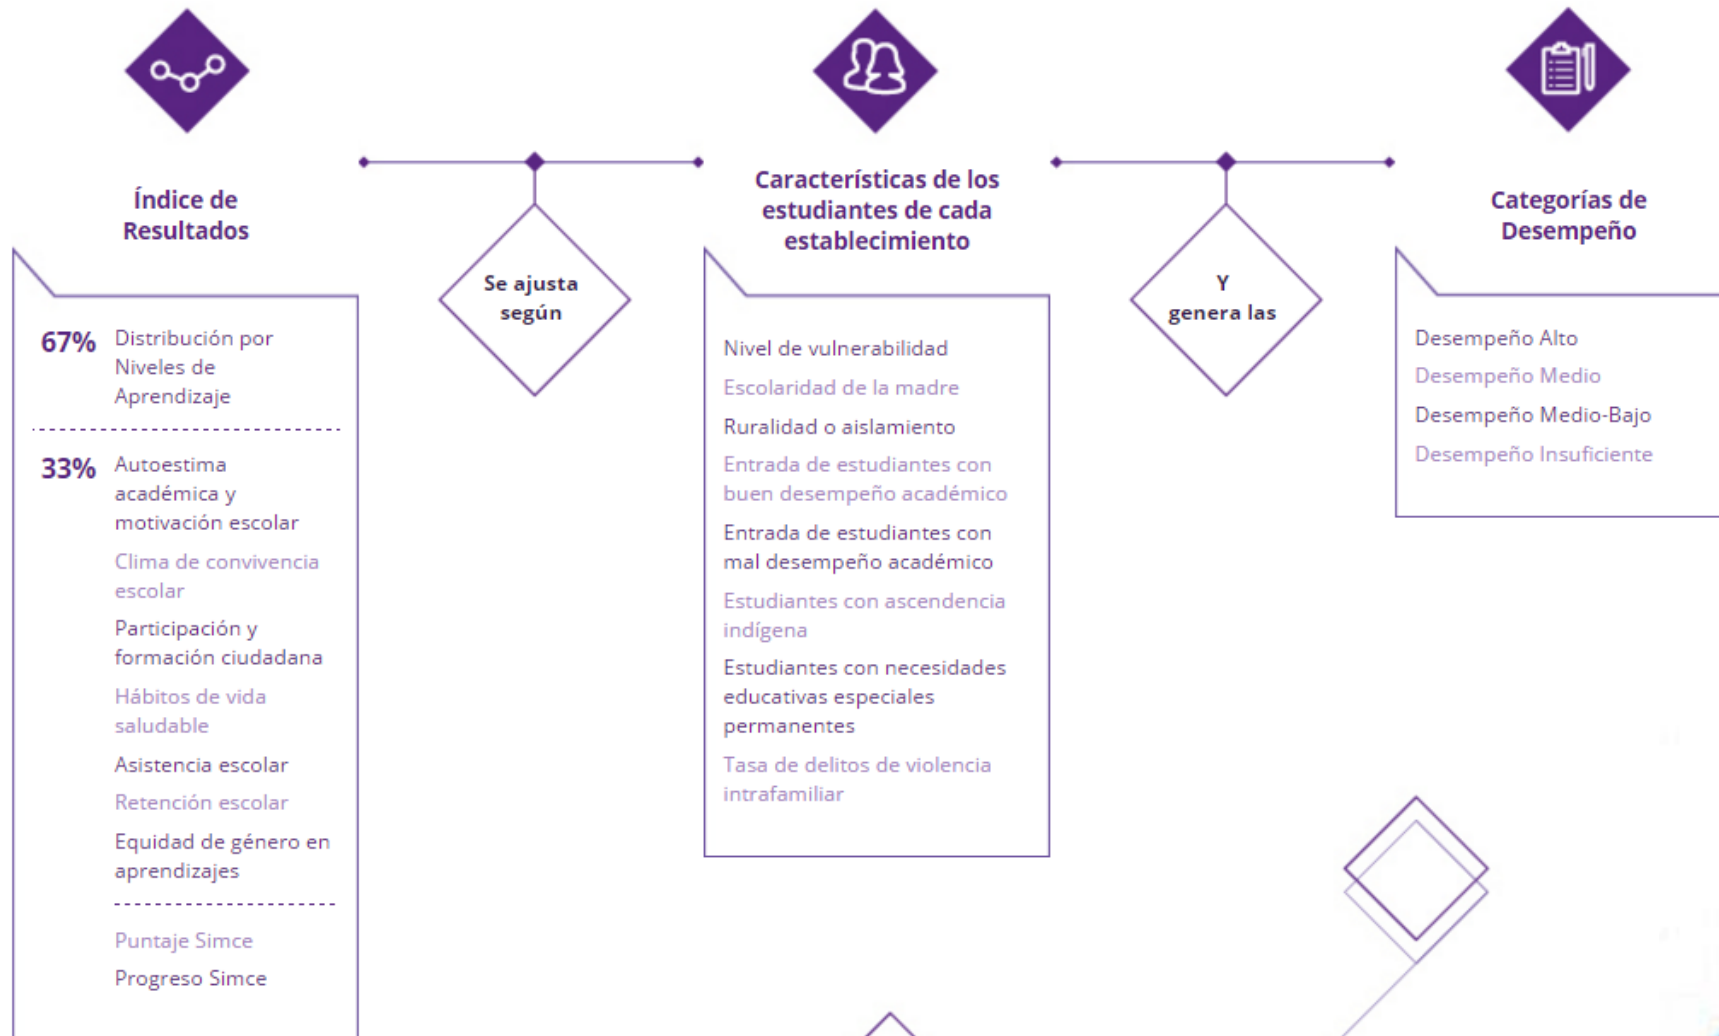 Índice de
Resultados
67%
Distribución por
Niveles de
Aprendizaje
33%
Autoestima
académica y
motivación escolar
Clima de convivencia
escolar
Participación y
formación ciudadana
Hábitos de vida
saludable
Asistencia escolar
Retención escolar
Equidad de género en
aprendizajes
Puntaje Simce
Progreso Simce
Se ajusta
según
Características de los
estudiantes de cada
establecimiento
Nivel de vulnerabilidad
Escolaridad de la madre
Ruralidad o aislamiento
Entrada de estudiantes con
buen desempeño académico
Entrada de estudiantes con
mal desempeño académico
Estudiantes con ascendencia
indígena
Estudiantes con necesidades
educativas especiales
permanentes
Tasa de delitos de violencia
intrafamiliar
Y
genera las
Categorías de
Desempeño
Desempeño Alto
Desempeño Medio
Desempeño Medio-Bajo
Desempeño Insuficiente